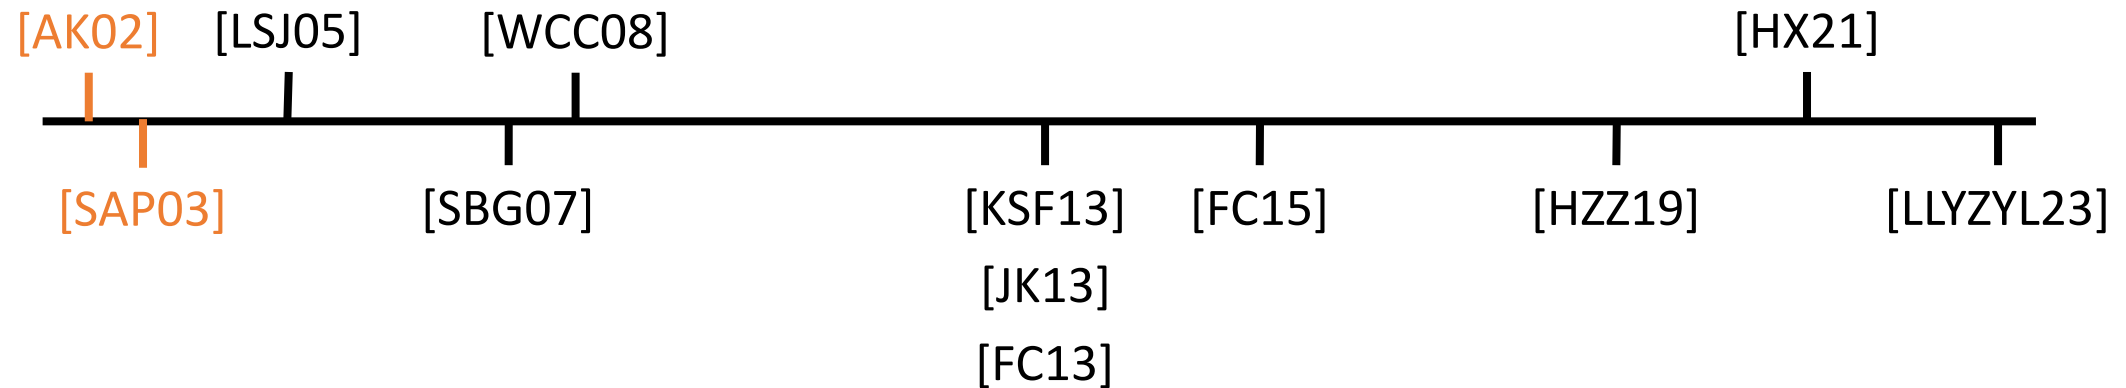 [AK02] [LSJ05] [WCC08] [HX21]
[SAP03] [SBG07] [KSF13] [FC15] [HZZ19] [LLYZYL23]
[JK13]
[FC13]